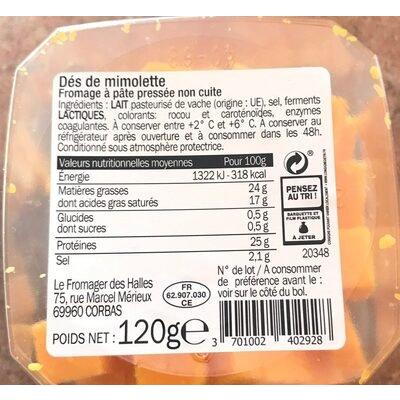 Dés de mimolette
Fromage à pâte pressée non cuite
Ingrédients : LAIT pasteurisé de vache (origine : UE), sel, ferments
LACTIQUES, colorants: rocou et caroténoïdes, enzymes
coagulantes. À conserver entre +2° C et +6° C. À conserver au
réfrigérateur après ouverture et à consommer dans les 48h.
Conditionné sous atmosphère protectrice.
Valeurs nutritionnelles moyennes Pour 100g
Énergie 1322 kJ - 318 kcal
Matières grasses 24 g
dont acides gras saturés 17 g
Glucides 0,5 g
dont sucres 0,5 g
Protéines 25 g
Sel 2,1 g
PENSEZ
AU TRI !
BARQUETTE ET
FILM PLASTIQUE
À JETER
20348
Le Fromager des Halles
75, rue Marcel Mérieux
69960 CORBAS
FR
62.907.030
CE
N° de lot / A consommer
de préférence avant le :
voir sur le côté du bol.
POIDS NET : 120g e
3 701002 402928